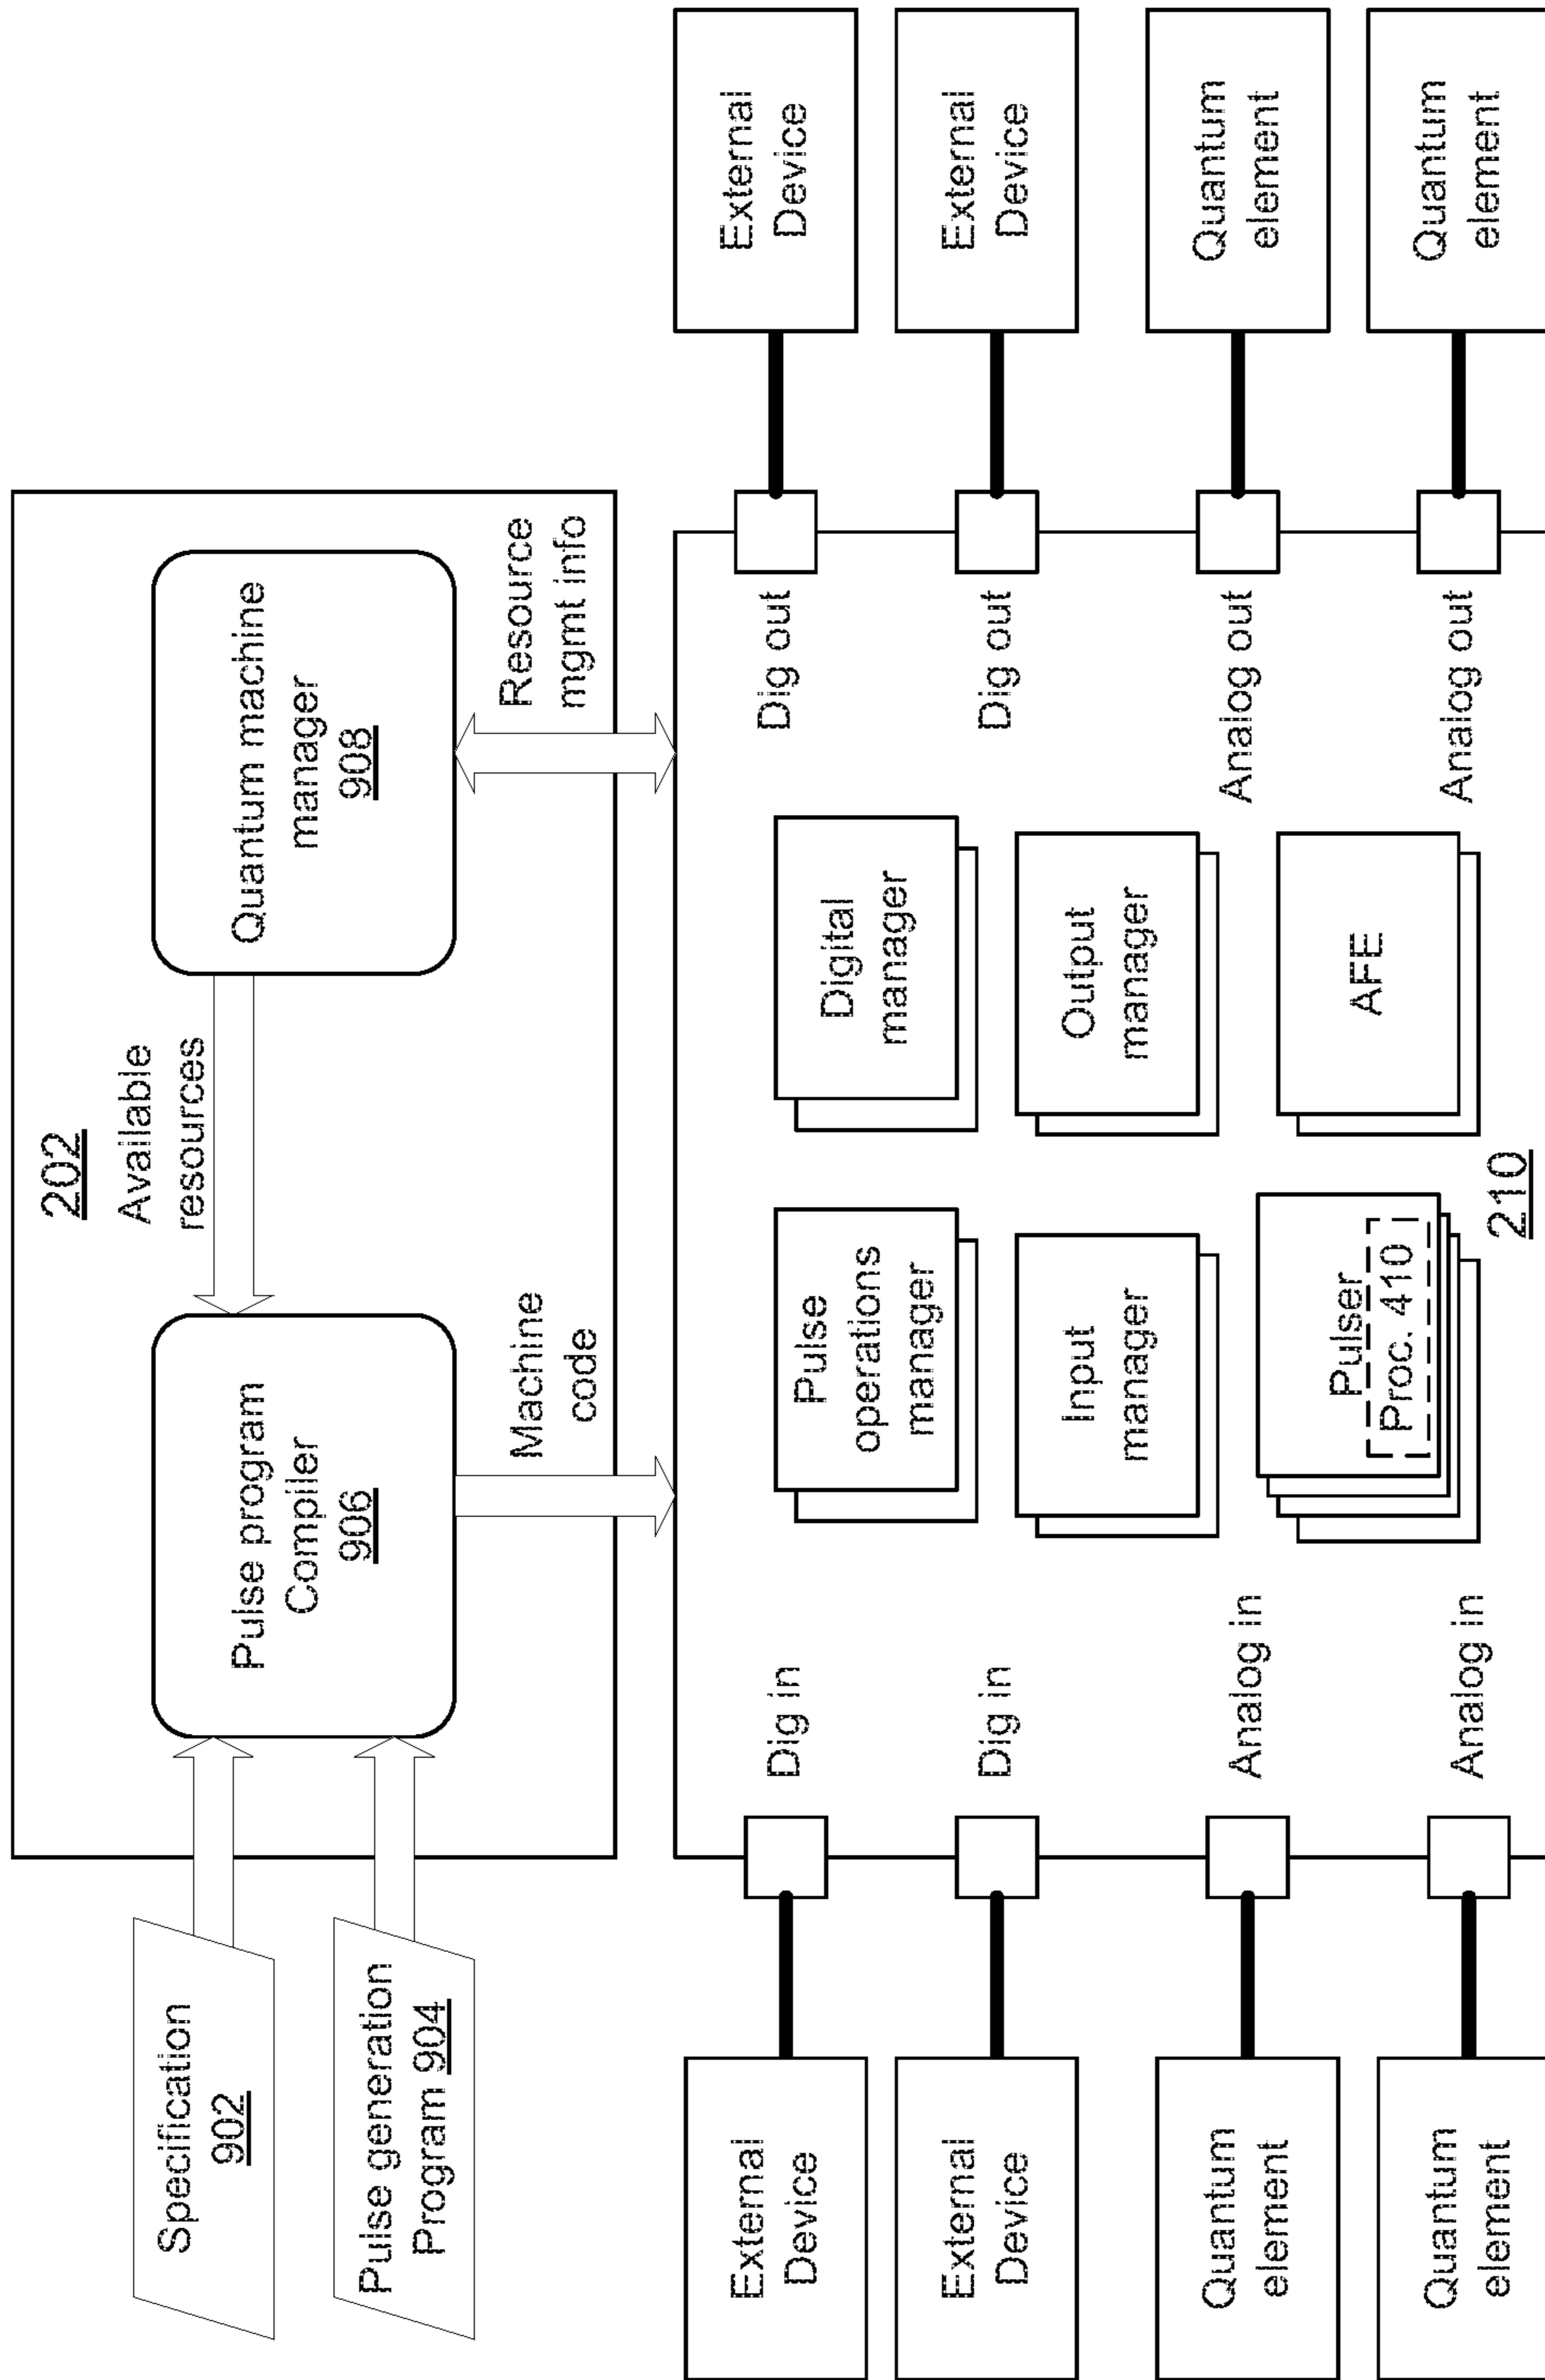 202
Specification
902
Pulse generation
Program 904
Pulse program
Compiler
906
Available
resources
Quantum machine
manager
908
Machine
code
Resource
mgmt info
External
Device
Dig in
Pulse
operations
manager
Digital
manager
Dig out
External
Device
External
Device
Dig in
Input
manager
Output
manager
Dig out
External
Device
Quantum
element
Analog in
Pulser
Proc. 410
AFE
Analog out
Quantum
element
Quantum
element
Analog in
210
Analog out
Quantum
element